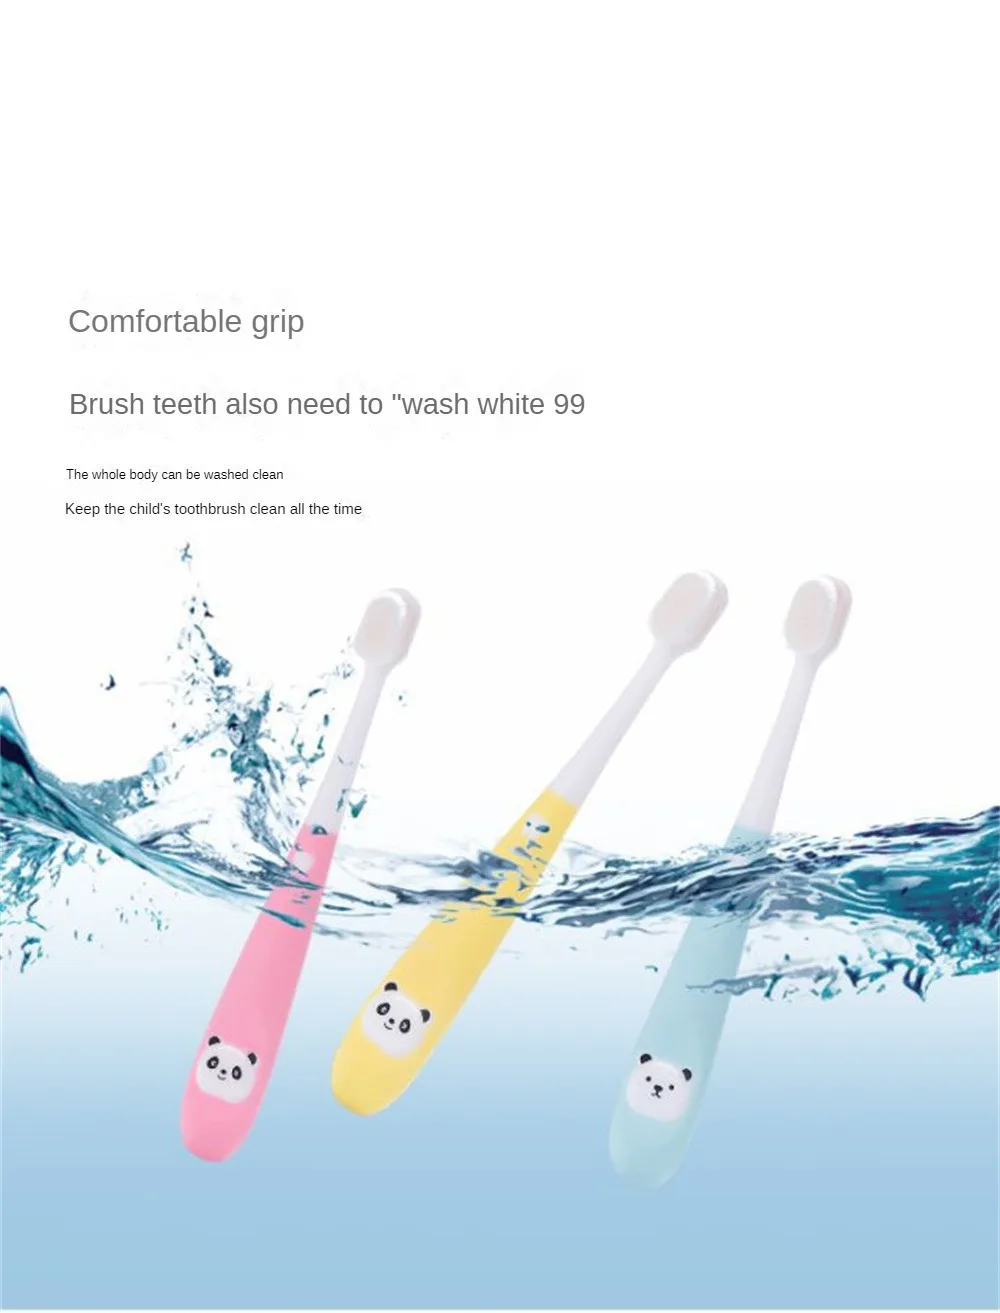 Comfortable grip
Brush teeth also need to "wash white 99
The whole body can be washed clean
Keep the child's toothbrush clean all the time